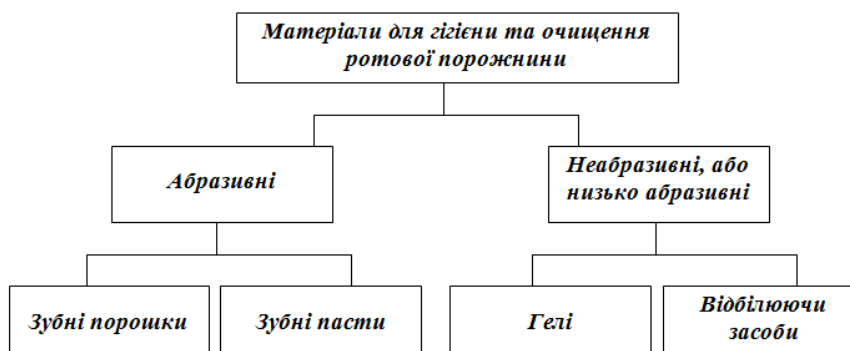 Матеріали для гігієни та очищення
ротової порожнини
Абразивні
Неабразивні, або
низько абразивні
Зубні порошки
Зубні пасти
Гелі
Відбілюючи
засоби